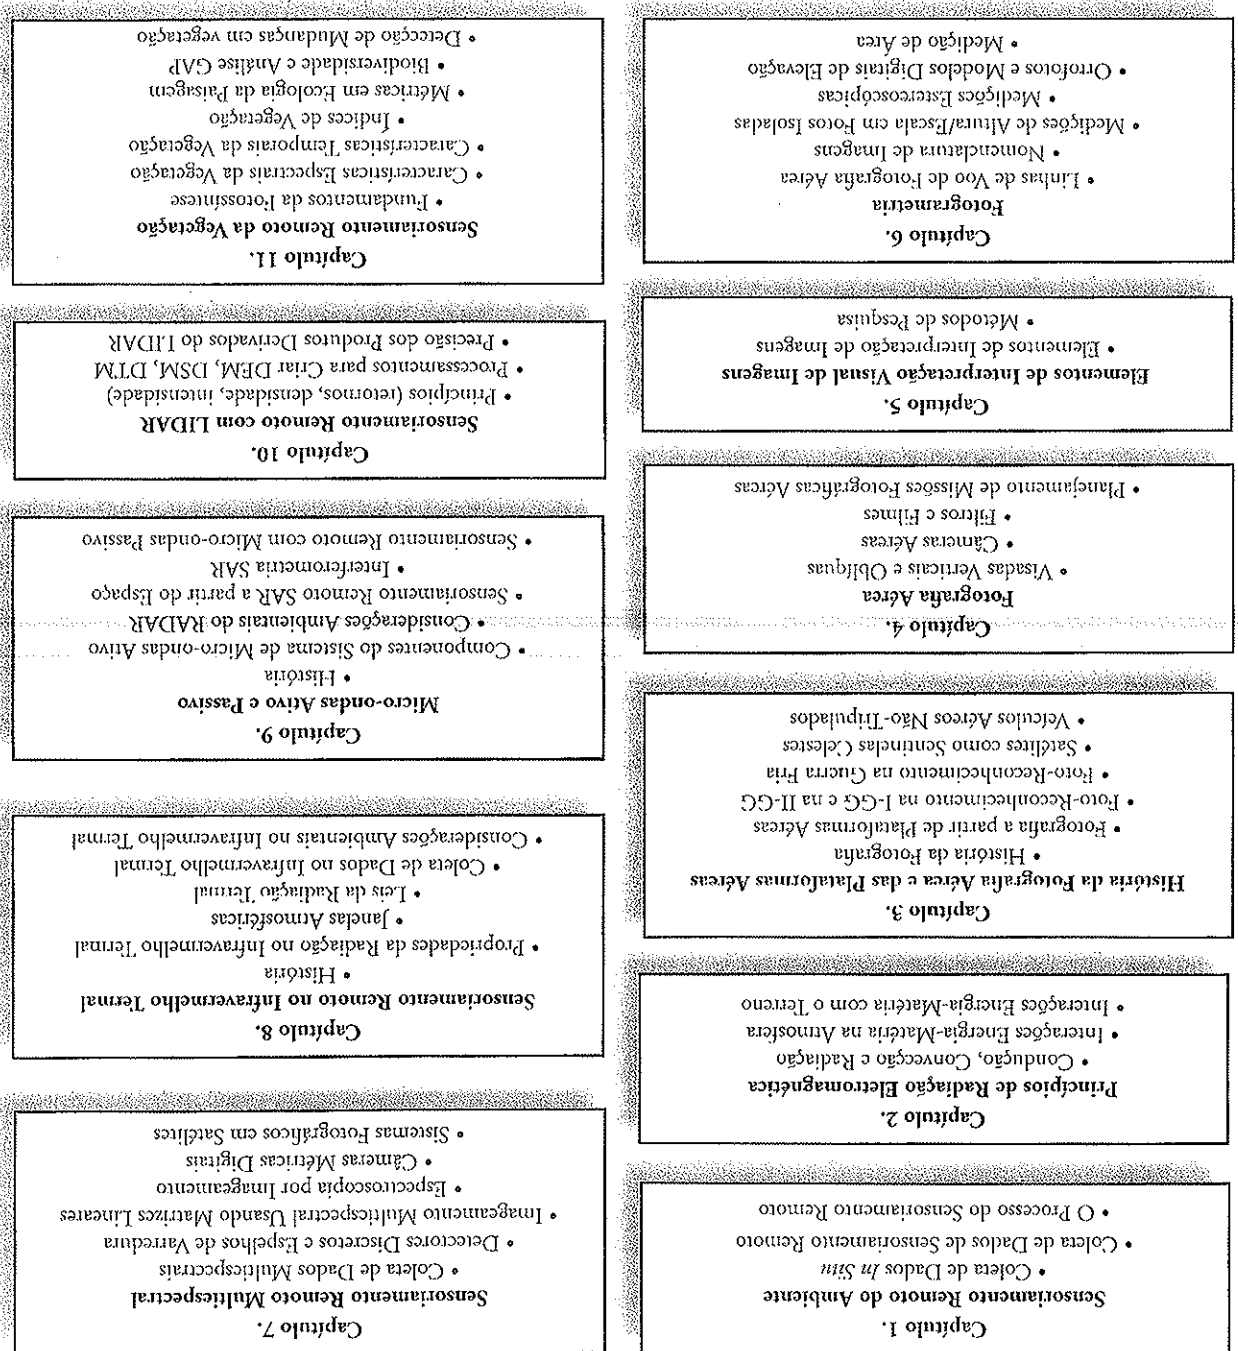 Capítulo 1.
Sensoriamento Remoto do Ambiente
• Coleta de Dados In Situ
• Coleta de Dados de Sensoriamento Remoto
• O Processo do Sensoriamento Remoto
Capítulo 2.
Princípios de Radiação Eletromagnética
• Condução, Convecção e Radiação
• Interações Energia-Matéria na Atmosfera
• Interações Energia-Matéria com o Terreno
Capítulo 3.
História da Fotografia Aérea e das Plataformas Aéreas
• História da Fotografia
• Fotografia a partir de Plataformas Aéreas
• Foto-Reconhecimento na I-GG e na II-GG
• Foto-Reconhecimento na Guerra Fria
• Satélites como Sentinelas Celestes
• Veículos Aéreos Não-Tripulados
Capítulo 4.
Fotografia Aérea
• Visadas Verticais e Oblíquas
• Câmeras Aéreas
• Filtros e Filmes
• Planejamento de Missões Fotográficas Aéreas
Capítulo 5.
Elementos de Interpretação Visual de Imagens
• Elementos de Interpretação de Imagens
• Métodos de Pesquisa
Capítulo 6.
Fotogrametria
• Linhas de Voo de Fotografia Aérea
• Nomenclatura de Imagens
• Medições de Altura/Escala em Fotos Isoladas
• Medições Estereoscópicas
• Ortofotos e Modelos Digitais de Elevação
• Medição de Área
Capítulo 7.
Sensoriamento Remoto Multiespectral
• Coleta de Dados Multiespectrais
• Detectores Discretos e Espelhos de Varredura
• Imageamento Multiespectral Usando Matrizes Lineares
• Espectroscopia por Imageamento
• Câmeras Métricas Digitais
• Sistemas Fotográficos em Satélites
Capítulo 8.
Sensoriamento Remoto no Infravermelho Termal
• História
• Propriedades da Radiação no Infravermelho Termal
• Janelas Atmosféricas
• Leis da Radiação Termal
• Coleta de Dados no Infravermelho Termal
• Considerações Ambientais no Infravermelho Termal
Capítulo 9.
Micro-ondas Ativo e Passivo
• História
• Componentes do Sistema de Micro-ondas Ativo
• Considerações Ambientais do RADAR
• Sensoriamento Remoto SAR a partir do Espaço
• Interferometria SAR
• Sensoriamento Remoto com Micro-ondas Passivo
Capítulo 10.
Sensoriamento Remoto com LIDAR
• Princípios (retornos, densidade, intensidade)
• Processamentos para Criar DEM, DSM, DTM
• Precisão dos Produtos Derivados do LIDAR
Capítulo 11.
Sensoriamento Remoto da Vegetação
• Fundamentos da Fotossíntese
• Características Espectrais da Vegetação
• Características Temporais da Vegetação
• Índices de Vegetação
• Métricas em Ecologia da Paisagem
• Biodiversidade e Análise GAP
• Detecção de Mudanças em vegetação